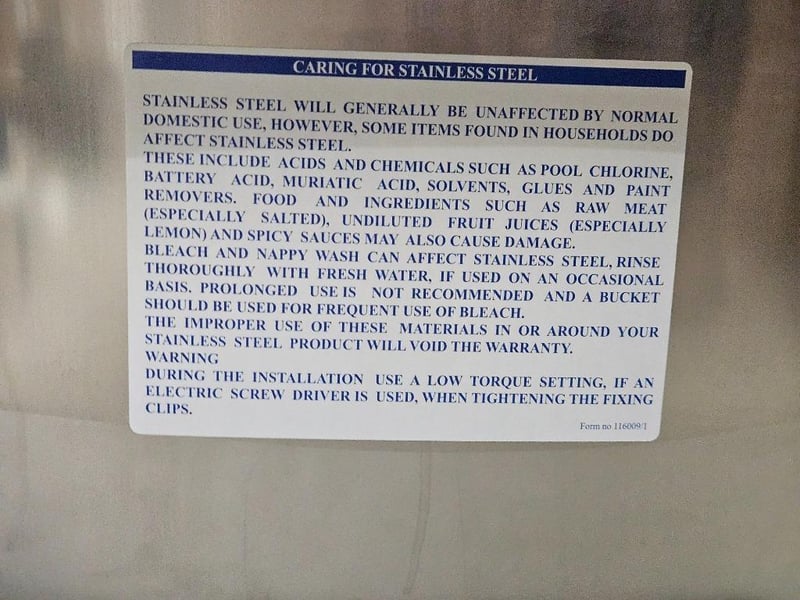 CARING FOR STAINLESS STEEL
STAINLESS STEEL WILL GENERALLY BE UNAFFECTED BY NORMAL
DOMESTIC USE, HOWEVER, SOME ITEMS FOUND IN HOUSEHOLDS DO
AFFECT STAINLESS STEEL.
THESE INCLUDE ACIDS AND CHEMICALS SUCH AS POOL CHLORINE,
BATTERY ACID, MURIATIC ACID, SOLVENTS, GLUES AND PAINT
REMOVERS. FOOD AND INGREDIENTS SUCH AS RAW MEAT
(ESPECIALLY SALTED), UNDILUTED FRUIT JUICES (ESPECIALLY
LEMON) AND SPICY SAUCES MAY ALSO CAUSE DAMAGE.
BLEACH AND NAPPY WASH CAN AFFECT STAINLESS STEEL, RINSE
THOROUGHLY WITH FRESH WATER, IF USED ON AN OCCASIONAL
BASIS. PROLONGED USE IS NOT RECOMMENDED AND A BUCKET
SHOULD BE USED FOR FREQUENT USE OF BLEACH.
THE IMPROPER USE OF THESE MATERIALS IN OR AROUND YOUR
STAINLESS STEEL PRODUCT WILL VOID THE WARRANTY.
WARNING
DURING THE INSTALLATION USE A LOW TORQUE SETTING, IF AN
ELECTRIC SCREW DRIVER IS USED, WHEN TIGHTENING THE FIXING
CLIPS.
Form no 116009/1